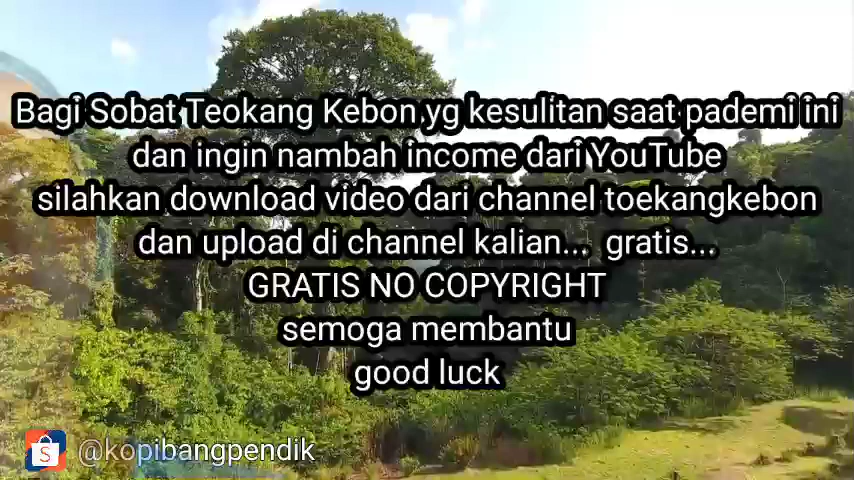 Bagi Sobat Teokang Kebon yg kesulitan saat pademi ini
dan ingin nambah income dari YouTube
silahkan download video dari channel toekangkebon
dan upload di channel kalian... gratis...
GRATIS NO COPYRIGHT
semoga membantu
good luck
S @kopibangpendik